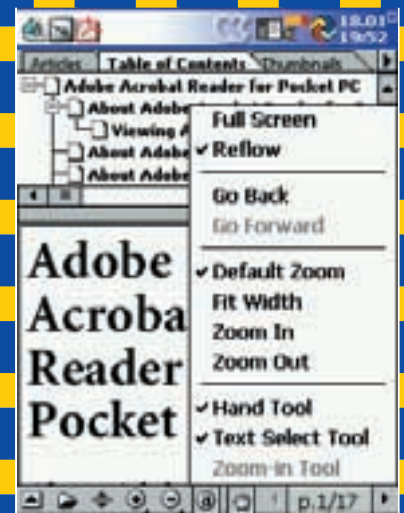 18.01
19:52
Articles Table of Contents Thumbnails
Adobe Acrobat Reader for Pocket PC
About Adobe
Viewing A
About Adobe
About Adobe
Full Screen
Reflow
Go Back
Go Forward
Default Zoom
Fit Width
Zoom In
Zoom Out
Hand Tool
Text Select Tool
Zoom-in Tool
Adobe
Acroba
Reader
Pocket
p.1/17